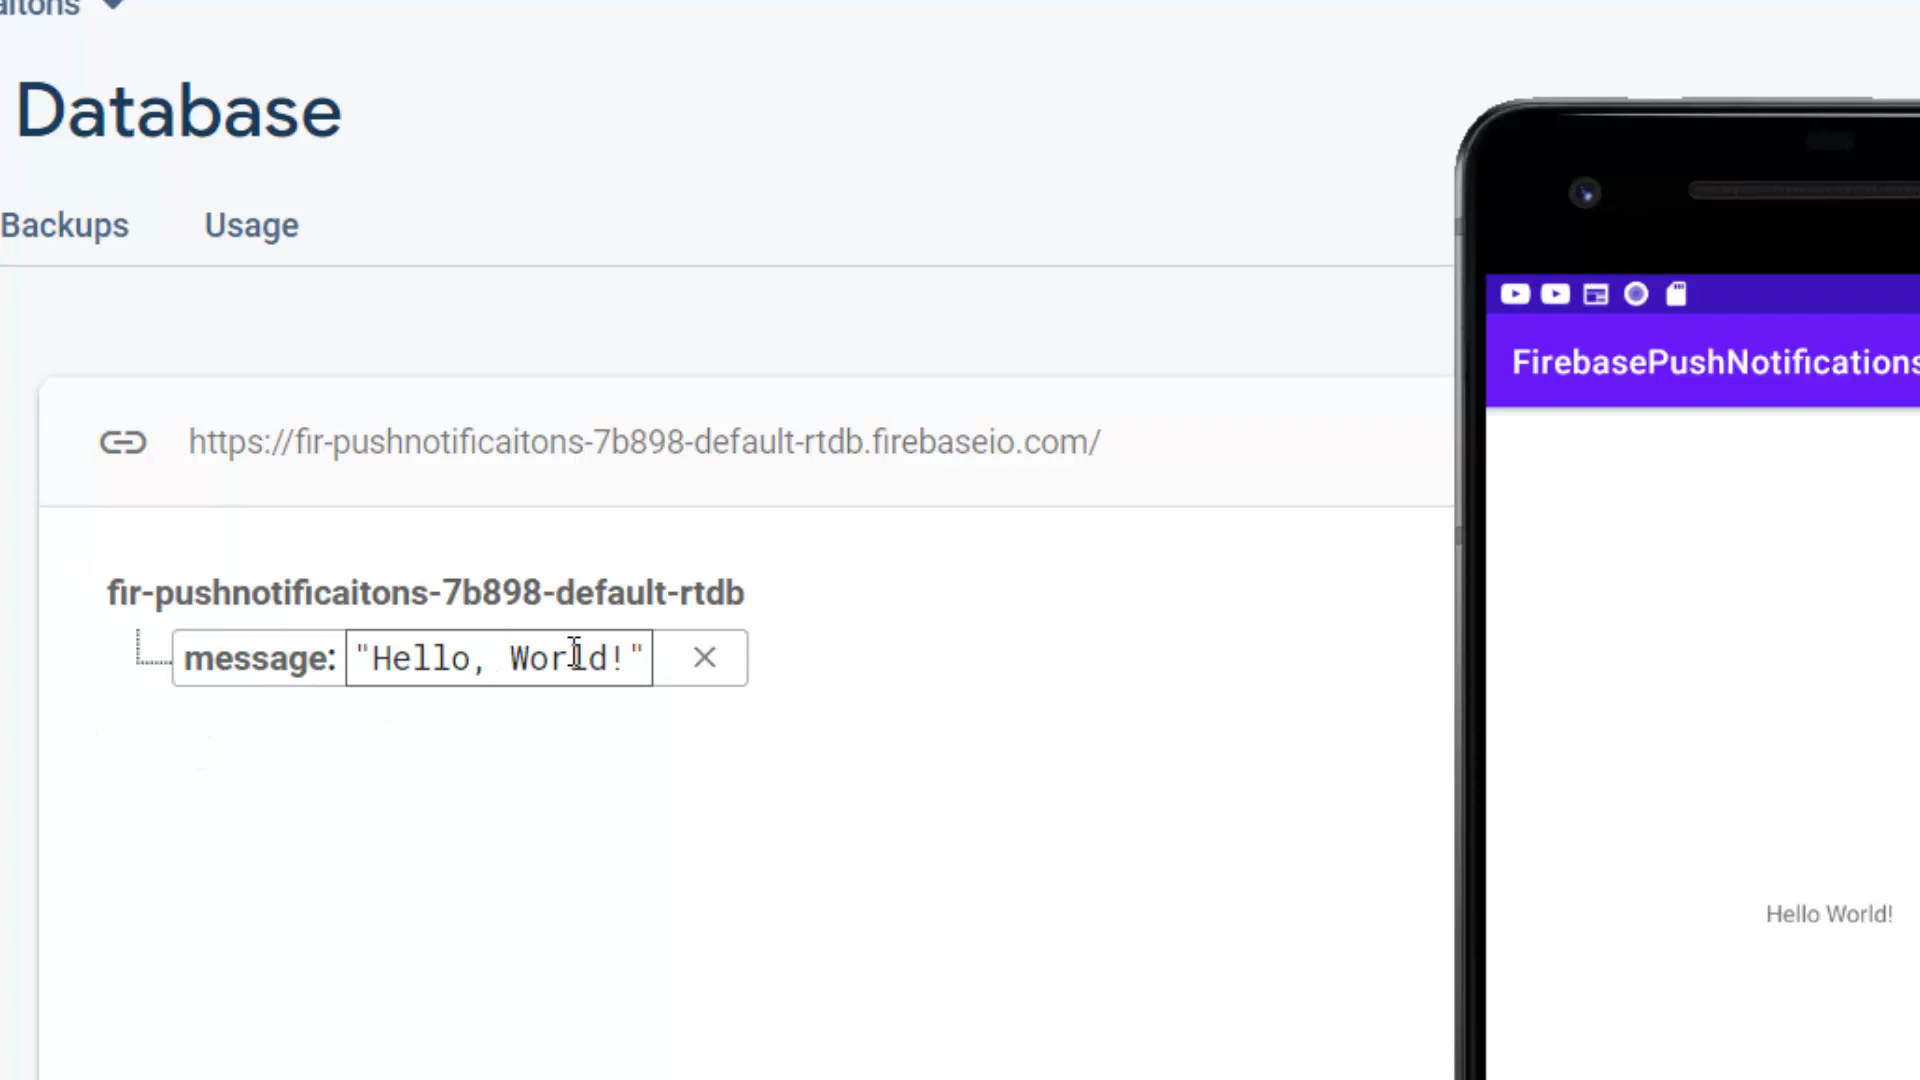 Database
Backups Usage
https://fir-pushnotificaitons-7b898-default-rtdb.firebaseio.com/
fir-pushnotificaitons-7b898-default-rtdb
message: "Hello, World!"
FirebasePushNotifications
Hello World!